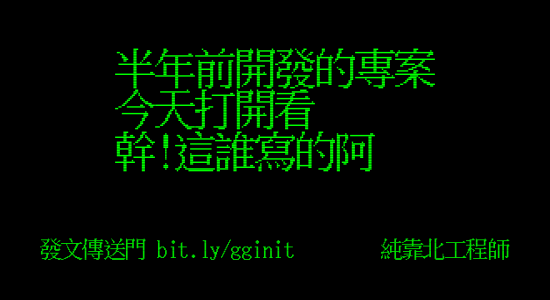 半年前開發的專案
今天打開看
幹!這誰寫的阿
發文傳送門 bit.ly/gginit
純靠北工程師